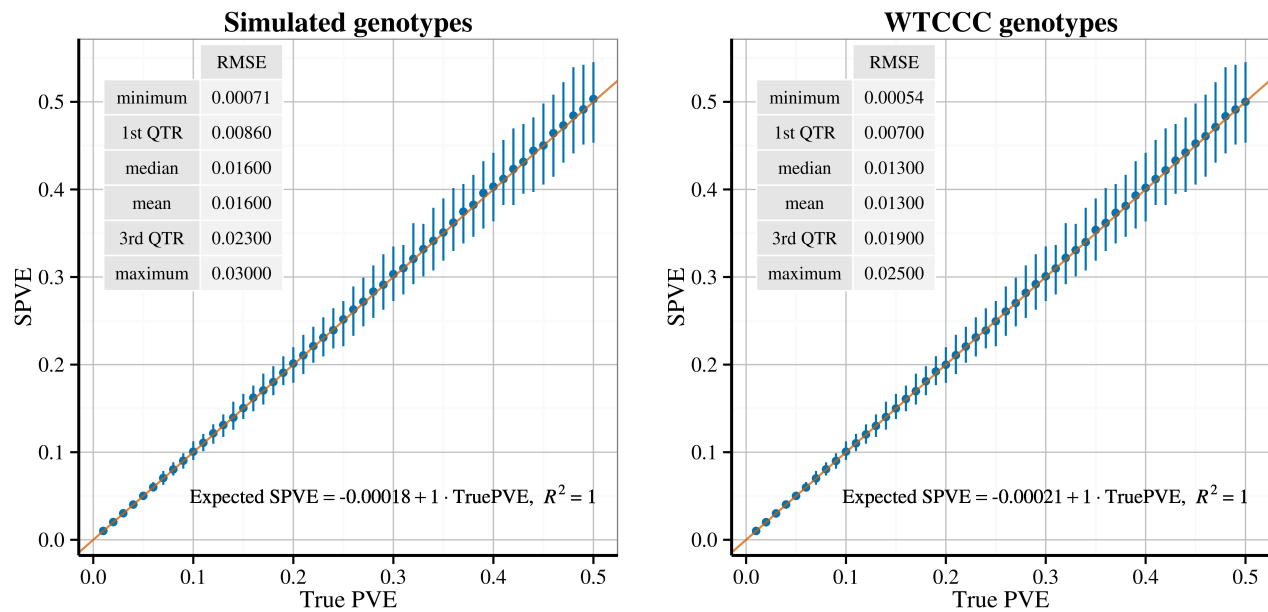 Simulated genotypes
RMSE
minimum 0.00071
1st QTR 0.00860
median 0.01600
mean 0.01600
3rd QTR 0.02300
maximum 0.03000
SPVE
0.5
0.4
0.3
0.2
0.1
0.0
Expected SPVE = -0.00018 + 1 · TruePVE, R² = 1
0.0 0.1 0.2 0.3 0.4 0.5
True PVE
WTCCC genotypes
RMSE
minimum 0.00054
1st QTR 0.00700
median 0.01300
mean 0.01300
3rd QTR 0.01900
maximum 0.02500
SPVE
0.5
0.4
0.3
0.2
0.1
0.0
Expected SPVE = -0.00021 + 1 · TruePVE, R² = 1
0.0 0.1 0.2 0.3 0.4 0.5
True PVE